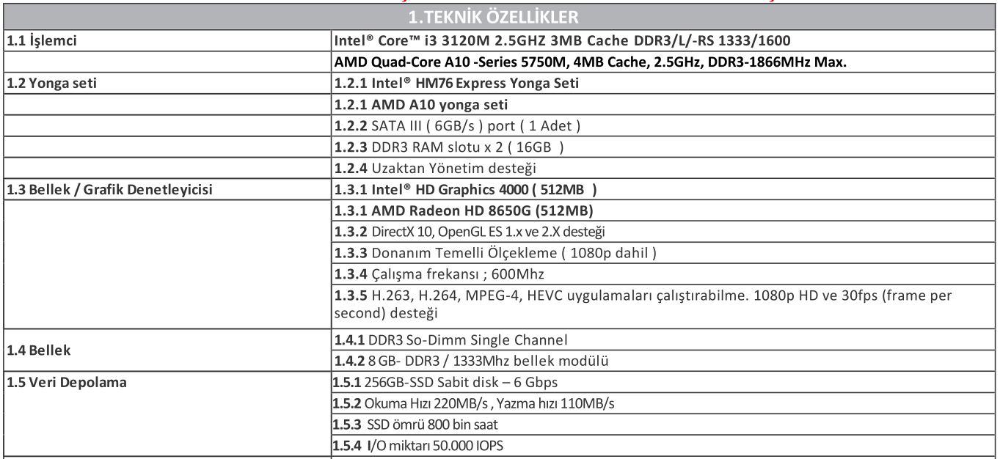 1.TEKNİK ÖZELLİKLER
1.1 İşlemci
Intel® Core™ i3 3120M 2.5GHZ 3MB Cache DDR3/L/-RS 1333/1600
AMD Quad-Core A10 -Series 5750M, 4MB Cache, 2.5GHz, DDR3-1866MHz Max.
1.2 Yonga seti
1.2.1 Intel® HM76 Express Yonga Seti
1.2.1 AMD A10 yonga seti
1.2.2 SATA III ( 6GB/s ) port ( 1 Adet )
1.2.3 DDR3 RAM slotu x 2 ( 16GB  )
1.2.4 Uzaktan Yönetim desteği
1.3 Bellek / Grafik Denetleyicisi
1.3.1 Intel® HD Graphics 4000 ( 512MB  )
1.3.1 AMD Radeon HD 8650G (512MB)
1.3.2 DirectX 10, OpenGL ES 1.x ve 2.X desteği
1.3.3 Donanım Temelli Ölçekleme ( 1080p dahil )
1.3.4 Çalışma frekansı ; 600Mhz
1.3.5 H.263, H.264, MPEG-4, HEVC uygulamaları çalıştırabilme. 1080p HD ve 30fps (frame per
second) desteği
1.4 Bellek
1.4.1 DDR3 So-Dimm Single Channel
1.4.2 8 GB- DDR3 / 1333Mhz bellek modülü
1.5 Veri Depolama
1.5.1 256GB-SSD Sabit disk – 6 Gbps
1.5.2 Okuma Hızı 220MB/s , Yazma hızı 110MB/s
1.5.3 SSD ömrü 800 bin saat
1.5.4 I/O miktarı 50.000 IOPS